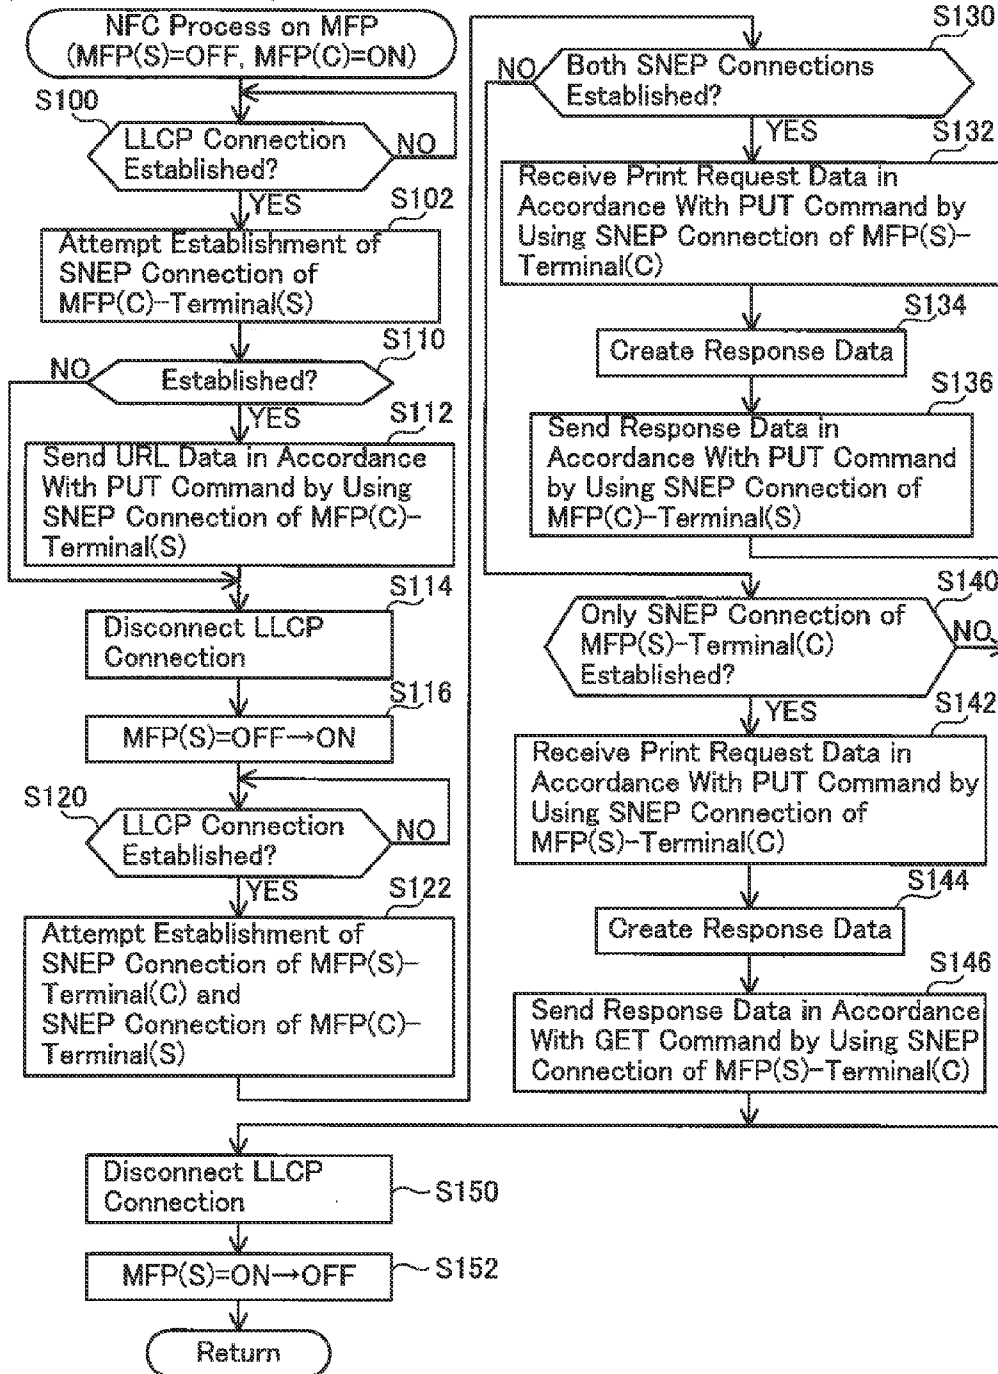 NFC Process on MFP
(MFP(S)=OFF, MFP(C)=ON)
S100
LLCP Connection
Established?
NO
YES
S102
Attempt Establishment of
SNEP Connection of
MFP(C)-Terminal(S)
S110
NO
Established?
YES
S112
Send URL Data in Accordance
With PUT Command by Using
SNEP Connection of MFP(C)-
Terminal(S)
S114
Disconnect LLCP
Connection
S116
MFP(S)=OFF→ON
S120
LLCP Connection
Established?
NO
YES
S122
Attempt Establishment of
SNEP Connection of MFP(S)-
Terminal(C) and
SNEP Connection of MFP(C)-
Terminal(S)
S130
NO
Both SNEP Connections
Established?
YES
S132
Receive Print Request Data in
Accordance With PUT Command by
Using SNEP Connection of MFP(S)-
Terminal(C)
S134
Create Response Data
S136
Send Response Data in
Accordance With PUT Command
by Using SNEP Connection of
MFP(C)-Terminal(S)
S140
Only SNEP Connection of
MFP(S)-Terminal(C)
Established?
NO
YES
S142
Receive Print Request Data in
Accordance With PUT Command by
Using SNEP Connection of
MFP(S)-Terminal(C)
S144
Create Response Data
S146
Send Response Data in Accordance
With GET Command by Using SNEP
Connection of MFP(S)-Terminal(C)
Disconnect LLCP
Connection
S150
MFP(S)=ON→OFF
S152
Return